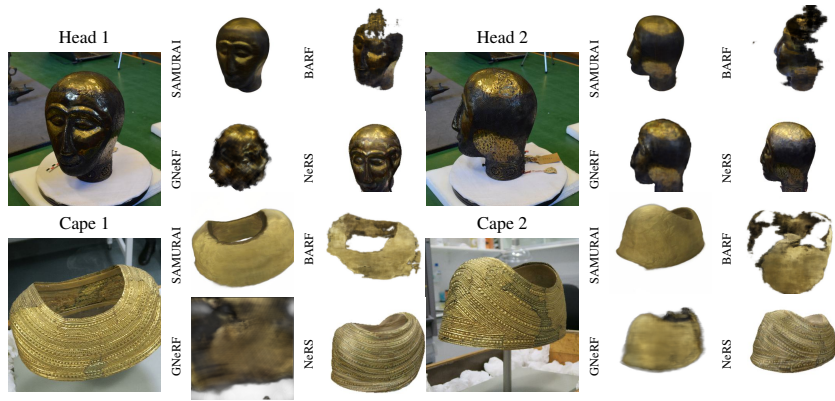 Head 1
SAMURAI
BARF
GNeRF
NeRS
Head 2
SAMURAI
BARF
GNeRF
NeRS
Cape 1
SAMURAI
BARF
GNeRF
NeRS
Cape 2
SAMURAI
BARF
GNeRF
NeRS